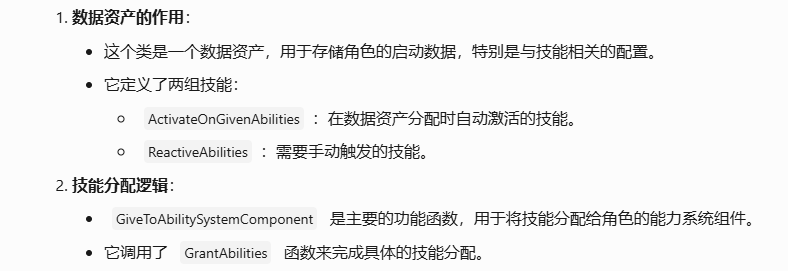 1. 数据资产的作用：
• 这个类是一个数据资产，用于存储角色的启动数据，特别是与技能相关的配置。
• 它定义了两组技能：
◦ ActivateOnGivenAbilities ：在数据资产分配时自动激活的技能。
◦ ReactiveAbilities ：需要手动触发的技能。
2. 技能分配逻辑：
• GiveToAbilitySystemComponent 是主要的功能函数，用于将技能分配给角色的能力系统组件。
• 它调用了 GrantAbilities 函数来完成具体的技能分配。